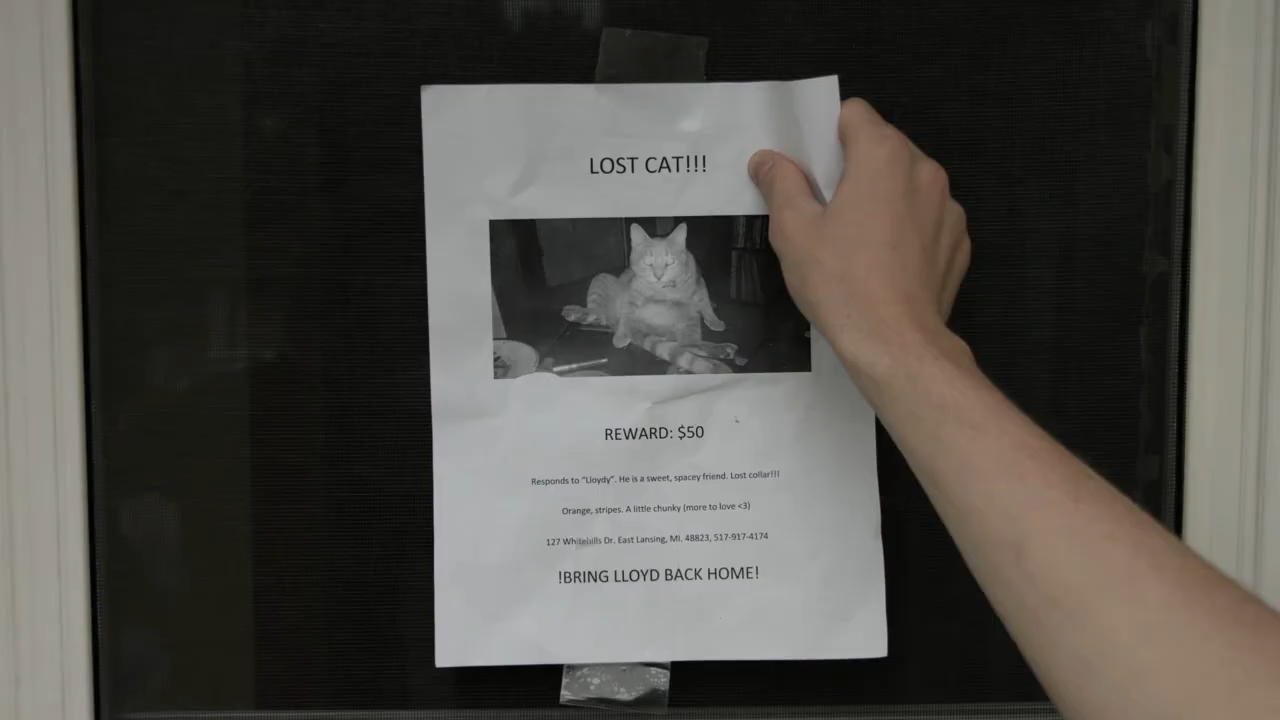 LOST CAT!!!
REWARD: $50
Responds to "Lloydy". He is a sweet, spacey friend. Lost collar!!!
Orange, stripes. A little chunky (more to love <3)
127 Whitehills Dr. East Lansing, MI. 48823, 517-917-4174
!BRING LLOYD BACK HOME!